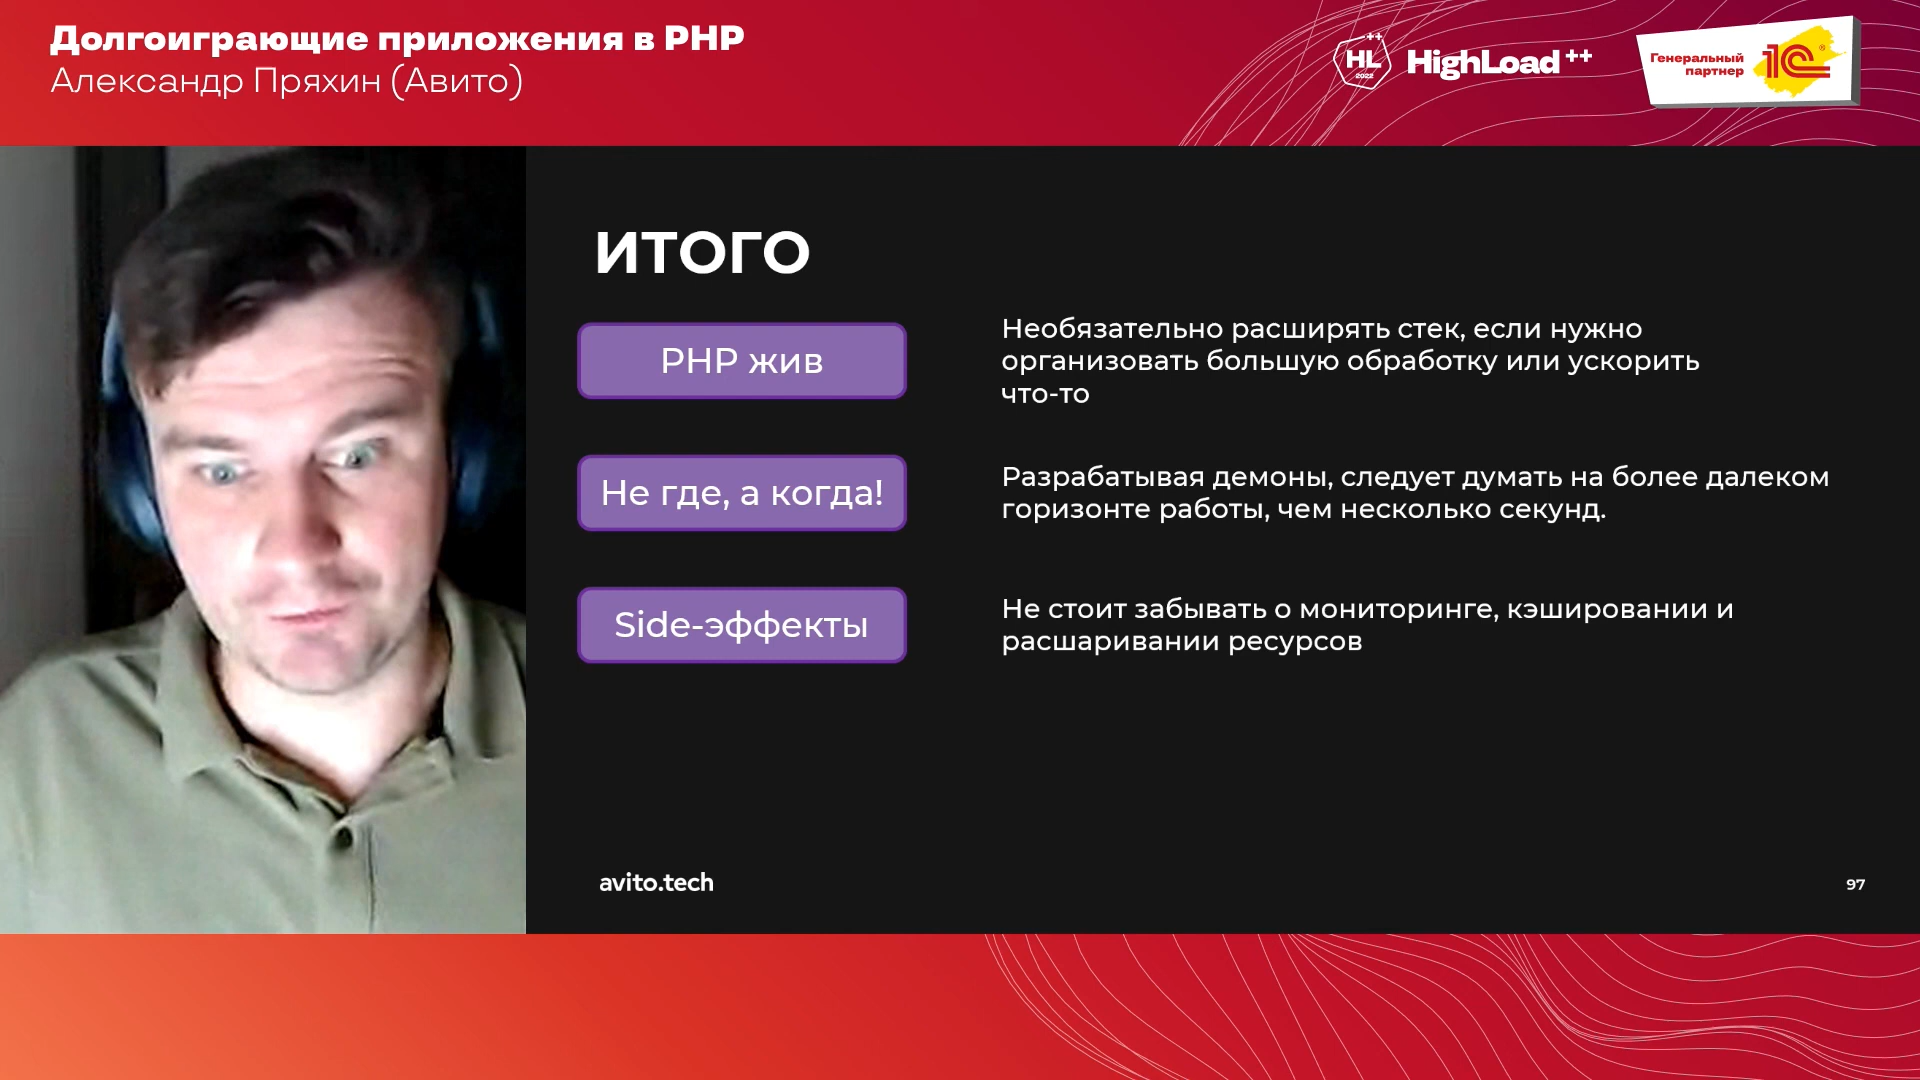 Долгоиграющие приложения в PHP
Александр Пряхин (Авито)
++
HL
2022
HighLoad++
Генеральный
партнер
1С
®
ИТОГО
PHP жив
Необязательно расширять стек, если нужно
организовать большую обработку или ускорить
что-то
Не где, а когда!
Разрабатывая демоны, следует думать на более далеком
горизонте работы, чем несколько секунд.
Side-эффекты
Не стоит забывать о мониторинге, кэшировании и
расшаривании ресурсов
avito.tech
97